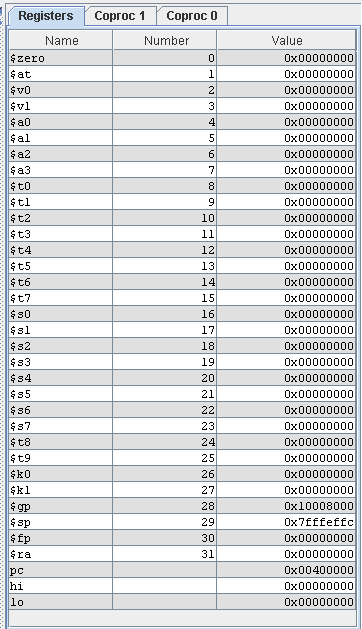 Registers Coproc 1 Coproc 0
Name Number Value
$zero 0 0x00000000
$at 1 0x00000000
$v0 2 0x00000000
$v1 3 0x00000000
$a0 4 0x00000000
$a1 5 0x00000000
$a2 6 0x00000000
$a3 7 0x00000000
$t0 8 0x00000000
$t1 9 0x00000000
$t2 10 0x00000000
$t3 11 0x00000000
$t4 12 0x00000000
$t5 13 0x00000000
$t6 14 0x00000000
$t7 15 0x00000000
$s0 16 0x00000000
$s1 17 0x00000000
$s2 18 0x00000000
$s3 19 0x00000000
$s4 20 0x00000000
$s5 21 0x00000000
$s6 22 0x00000000
$s7 23 0x00000000
$t8 24 0x00000000
$t9 25 0x00000000
$k0 26 0x00000000
$k1 27 0x00000000
$gp 28 0x10008000
$sp 29 0x7fffeffc
$fp 30 0x00000000
$ra 31 0x00000000
pc 0x00400000
hi 0x00000000
lo 0x00000000